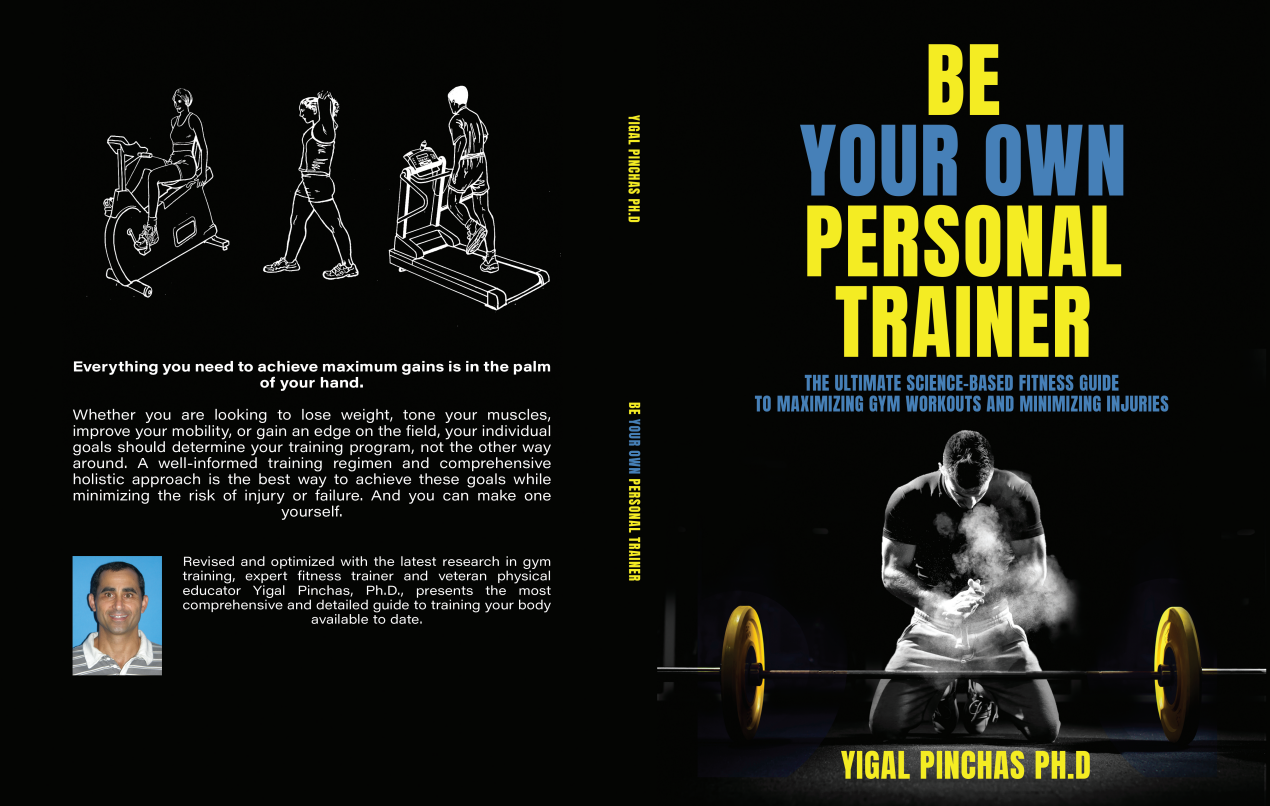 Everything you need to achieve maximum gains is in the palm
of your hand.
Whether you are looking to lose weight, tone your muscles,
improve your mobility, or gain an edge on the field, your individual
goals should determine your training program, not the other way
around. A well-informed training regimen and comprehensive
holistic approach is the best way to achieve these goals while
minimizing the risk of injury or failure. And you can make one
yourself.
Revised and optimized with the latest research in gym
training, expert fitness trainer and veteran physical
educator Yigal Pinchas, Ph.D., presents the most
comprehensive and detailed guide to training your body
available to date.
YIGAL PINCHAS PH.D
BE YOUR OWN PERSONAL TRAINER
BE
YOUR OWN
PERSONAL
TRAINER
THE ULTIMATE SCIENCE-BASED FITNESS GUIDE
TO MAXIMIZING GYM WORKOUTS AND MINIMIZING INJURIES
YIGAL PINCHAS PH.D